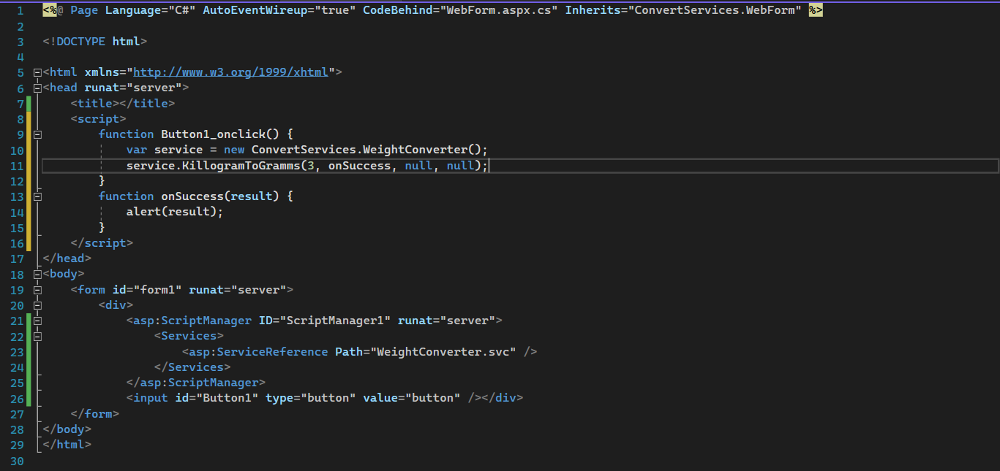 1 <%@ Page Language="C#" AutoEventWireup="true" CodeBehind="WebForm.aspx.cs" Inherits="ConvertServices.WebForm" %>
2
3 <!DOCTYPE html>
4
5 <html xmlns="http://www.w3.org/1999/xhtml">
6 <head runat="server">
7     <title></title>
8     <script>
9         function Button1_onclick() {
10             var service = new ConvertServices.WeightConverter();
11             service.KillogramToGramms(3, onSuccess, null, null);
12         }
13         function onSuccess(result) {
14             alert(result);
15         }
16     </script>
17 </head>
18 <body>
19     <form id="form1" runat="server">
20         <div>
21             <asp:ScriptManager ID="ScriptManager1" runat="server">
22                 <Services>
23                     <asp:ServiceReference Path="WeightConverter.svc" />
24                 </Services>
25             </asp:ScriptManager>
26             <input id="Button1" type="button" value="button" /></div>
27     </form>
28 </body>
29 </html>
30